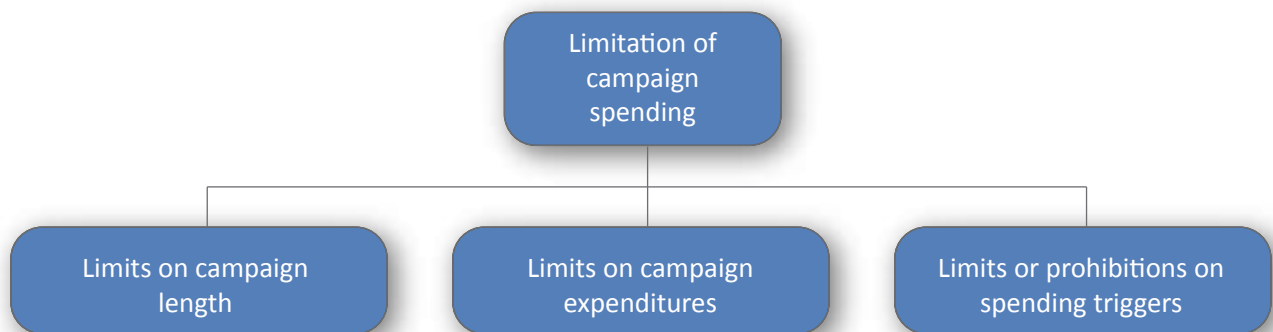 Limitation of
campaign
spending
Limits on campaign
length
Limits on campaign
expenditures
Limits or prohibitions on
spending triggers